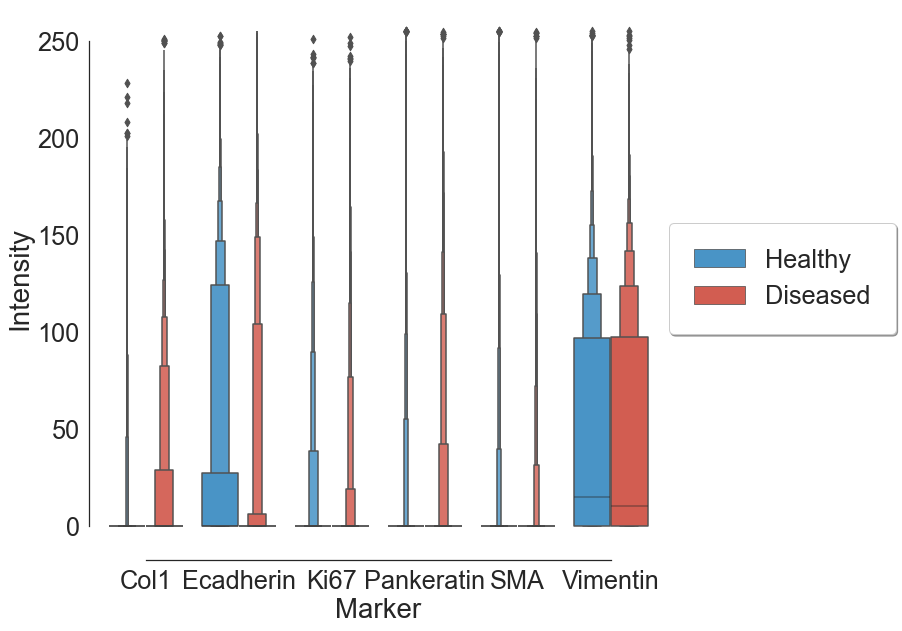 250
200
150
100
50
0
Intensity
Col1 Ecadherin Ki67 Pankeratin SMA Vimentin
Marker
Healthy
Diseased